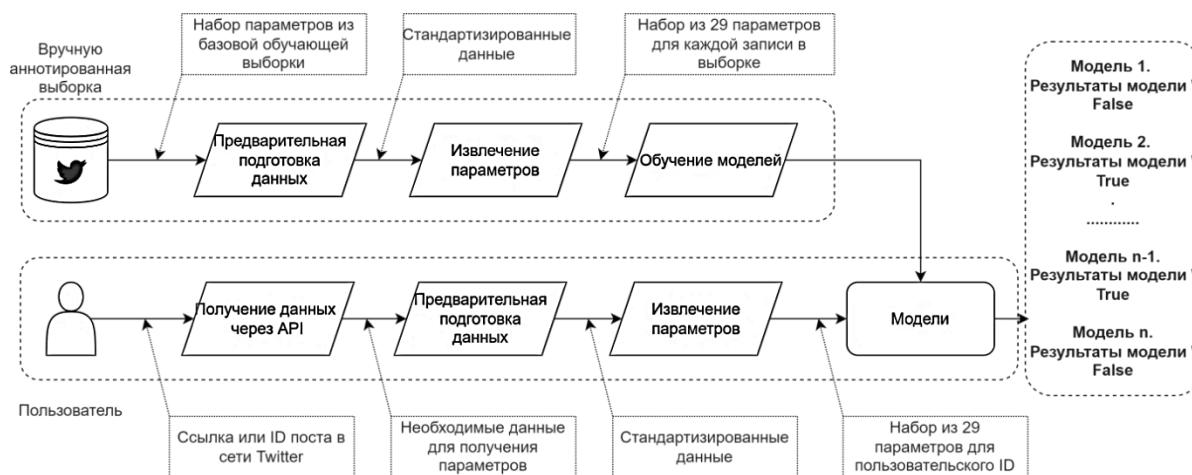 Вручную
аннотированная
выборка
Набор параметров из
базовой обучающей
выборки
Стандартизированные
данные
Набор из 29 параметров
для каждой записи в
выборке
Предварительная
подготовка
данных
Извлечение
параметров
Обучение моделей
Модель 1.
Результаты модели \
False
Модель 2.
Результаты модели \
True
.
............
Модель n-1.
Результаты модели \
True
Модель n.
Результаты модели \
False
Получение данных
через API
Предварительная
подготовка
данных
Извлечение
параметров
Модели
Пользователь
Ссылка или ID поста в
сети Twitter
Необходимые данные
для получения
параметров
Стандартизированные
данные
Набор из 29
параметров для
пользовательского ID